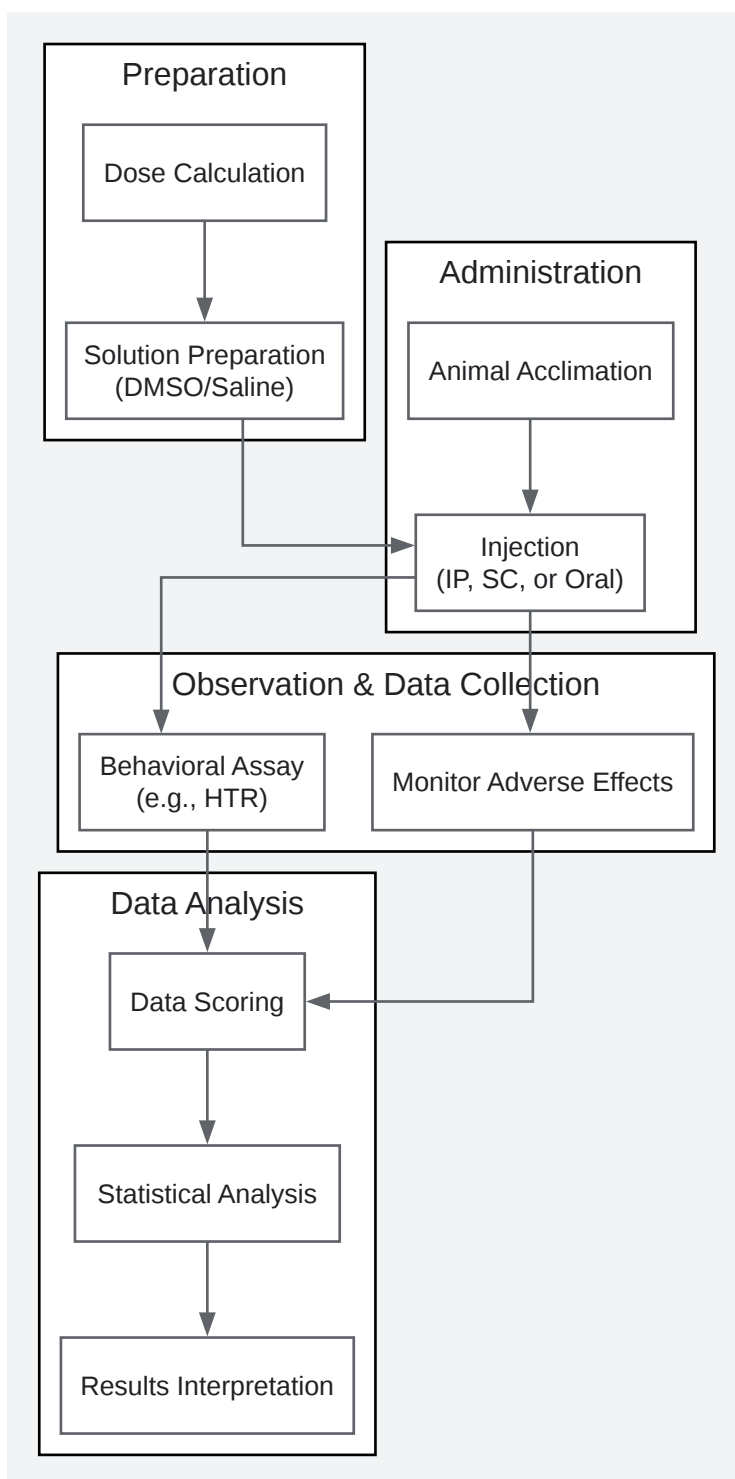 Preparation
Dose Calculation
Solution Preparation
(DMSO/Saline)
Administration
Animal Acclimation
Injection
(IP, SC, or Oral)
Observation & Data Collection
Behavioral Assay
(e.g., HTR)
Monitor Adverse Effects
Data Analysis
Data Scoring
Statistical Analysis
Results Interpretation